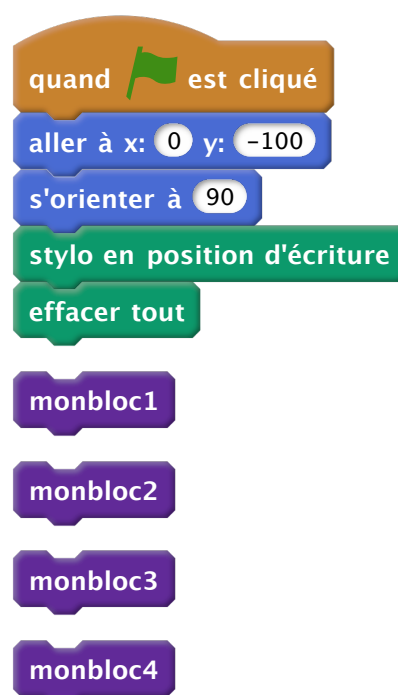 quand est cliqué
aller à x: 0 y: -100
s'orienter à 90
stylo en position d'écriture
effacer tout
monbloc1
monbloc2
monbloc3
monbloc4